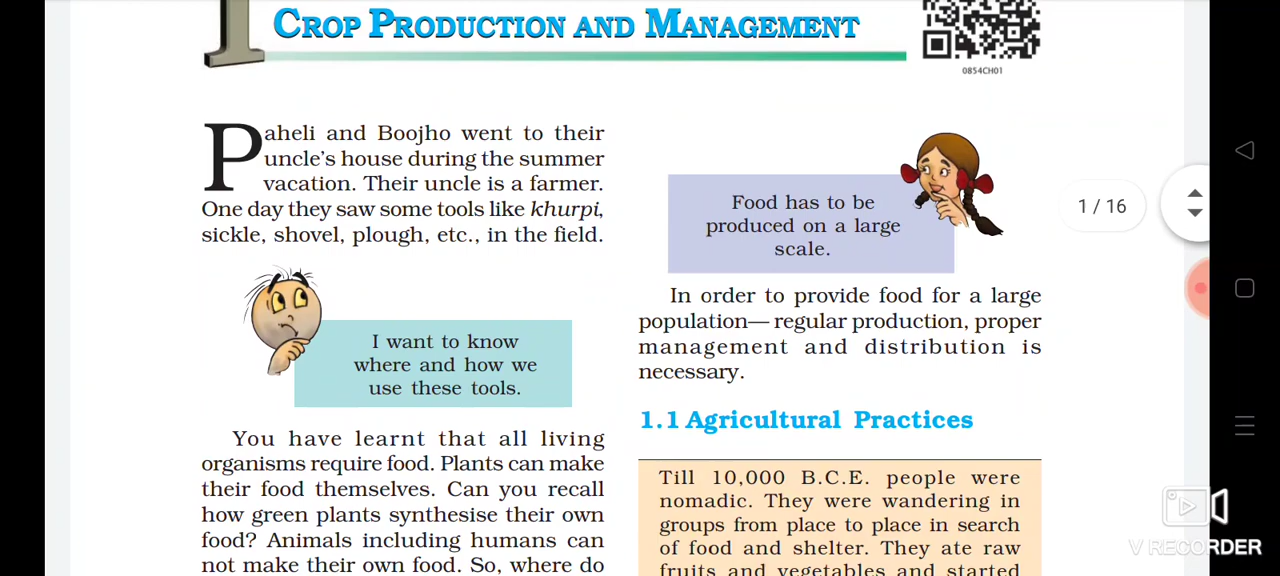 1
CROP PRODUCTION AND MANAGEMENT
0854CH01
Paheli and Boojho went to their
uncle's house during the summer
vacation. Their uncle is a farmer.
One day they saw some tools like khurpi,
sickle, shovel, plough, etc., in the field.
I want to know
where and how we
use these tools.
You have learnt that all living
organisms require food. Plants can make
their food themselves. Can you recall
how green plants synthesise their own
food? Animals including humans can
not make their own food. So, where do
Food has to be
produced on a large
scale.
In order to provide food for a large
population— regular production, proper
management and distribution is
necessary.
1.1 Agricultural Practices
Till 10,000 B.C.E. people were
nomadic. They were wandering in
groups from place to place in search
of food and shelter. They ate raw
fruits and vegetables and started
1 / 16
V RECORDER